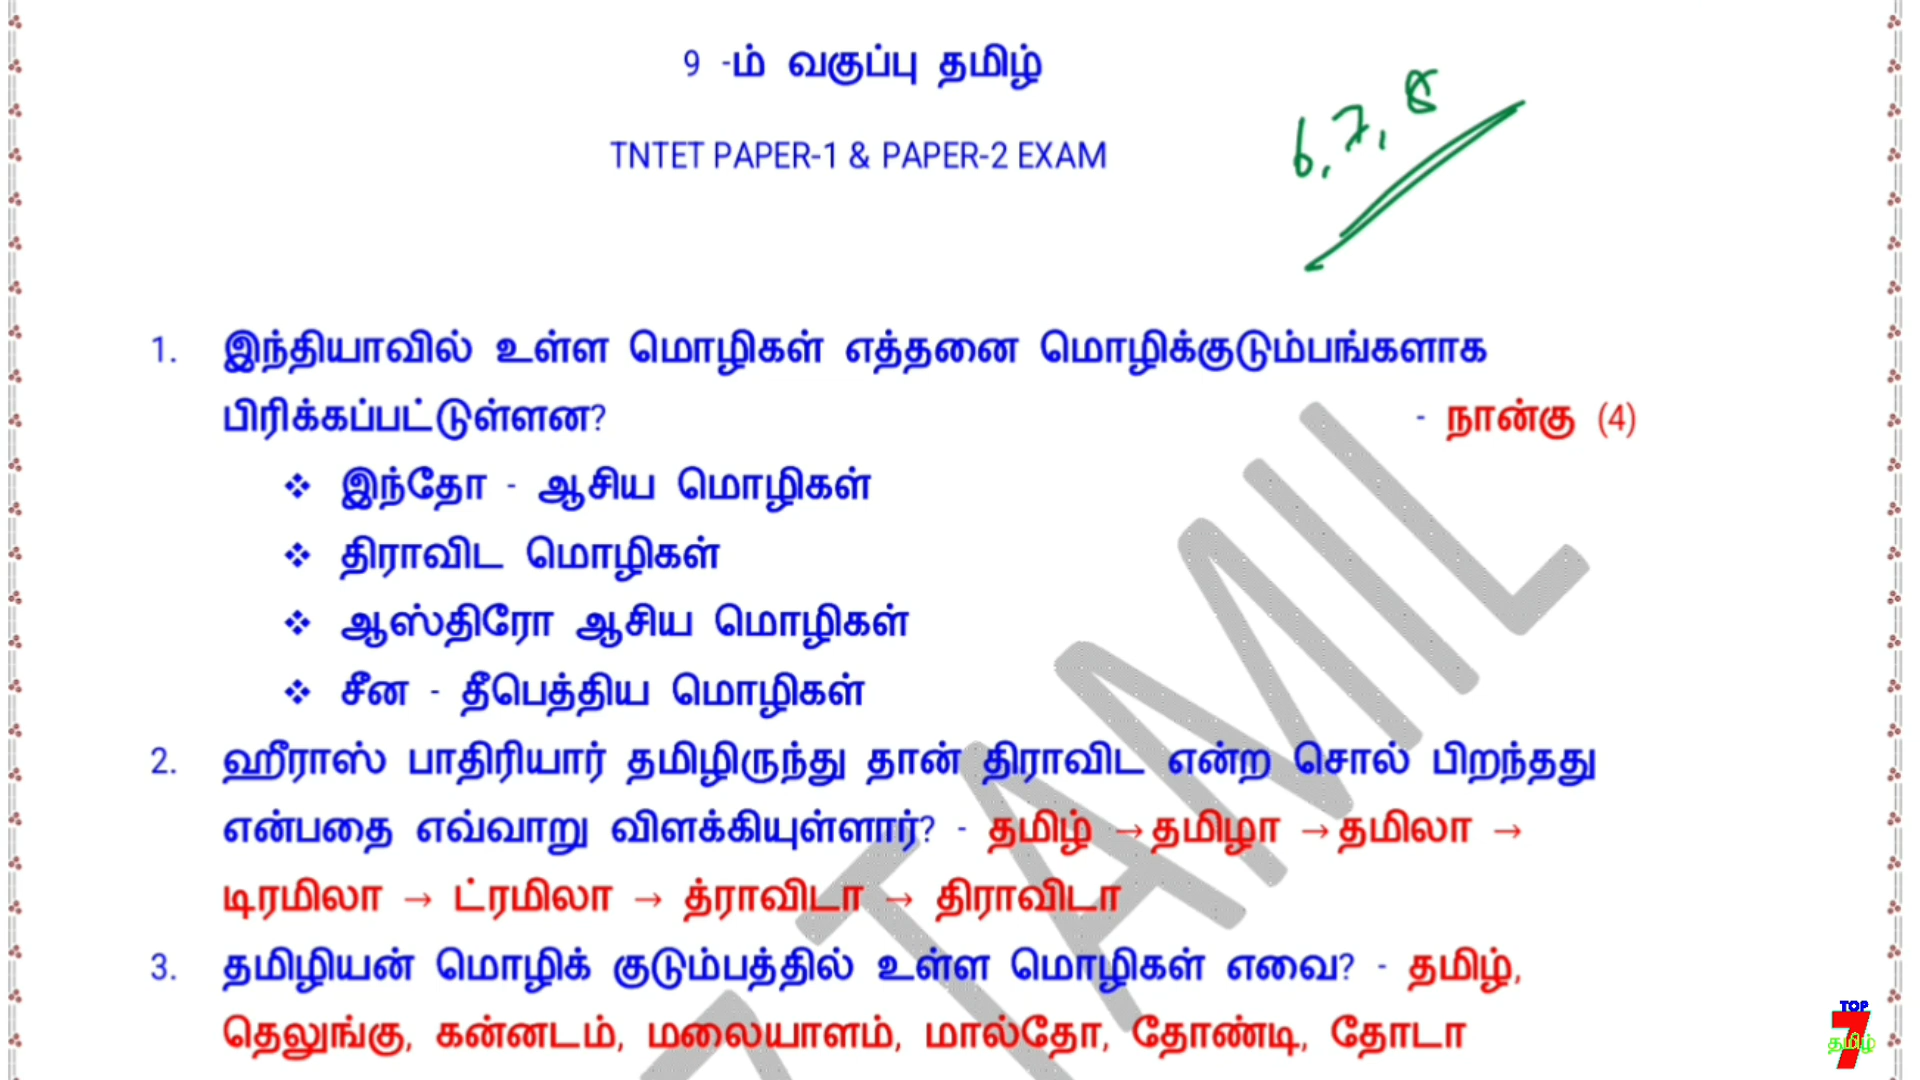 9 -ம் வகுப்பு தமிழ்
6, 7, 8
TNTET PAPER-1 & PAPER-2 EXAM
1. இந்தியாவில் உள்ள மொழிகள் எத்தனை மொழிக்குடும்பங்களாக
பிரிக்கப்பட்டுள்ளன? - நான்கு (4)
❖ இந்தோ - ஆசிய மொழிகள்
❖ திராவிட மொழிகள்
❖ ஆஸ்திரோ ஆசிய மொழிகள்
❖ சீன - தீபெத்திய மொழிகள்
2. ஹீராஸ் பாதிரியார் தமிழிருந்து தான் திராவிட என்ற சொல் பிறந்தது
என்பதை எவ்வாறு விளக்கியுள்ளார்? - தமிழ் → தமிழா → தமிலா →
டிரமிலா → ட்ரமிலா → த்ராவிடா → திராவிடா
3. தமிழியன் மொழிக் குடும்பத்தில் உள்ள மொழிகள் எவை? - தமிழ்,
தெலுங்கு, கன்னடம், மலையாளம், மால்தோ, தோண்டி, தோடா
7 TAMIL
TOP
7
தமிழ்